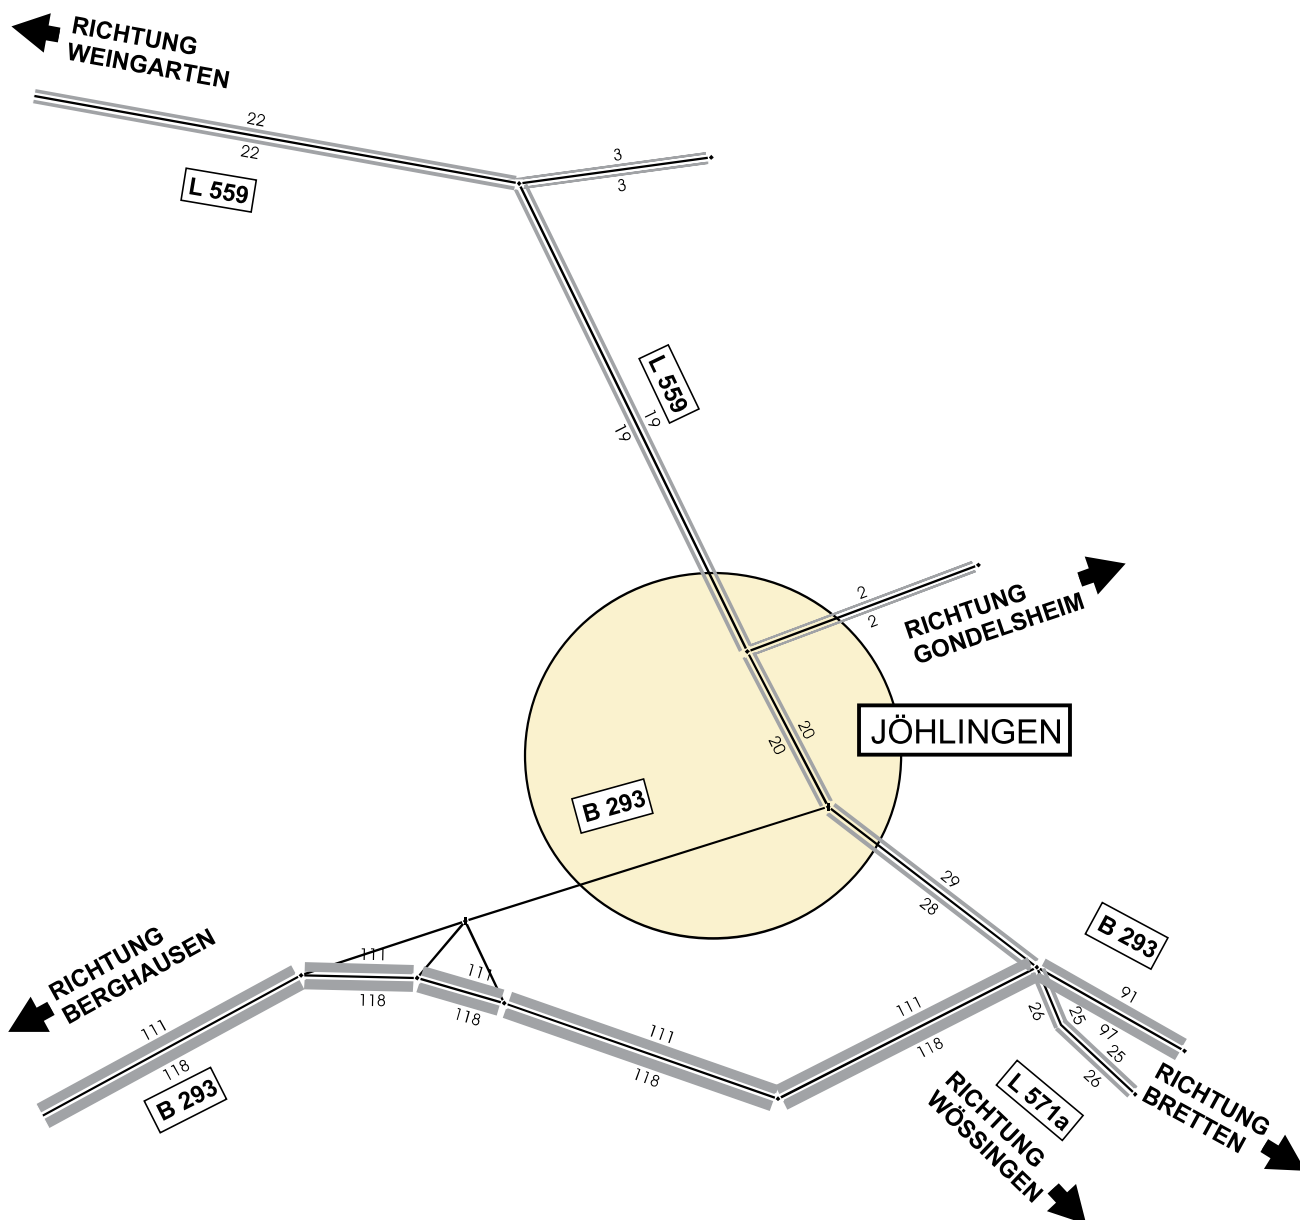 RICHTUNG
WEINGARTEN
22
22
L 559
3
3
L 559
19
19
2
2
RICHTUNG
GONDELSHEIM
JÖHLINGEN
20
20
B 293
29
28
B 293
RICHTUNG
BERGHAUSEN
111
118
111
118
111
118
B 293
111
118
111
118
91
97
26
25
25
26
L 571a
RICHTUNG
BRETTEN
RICHTUNG
WÖSSINGEN